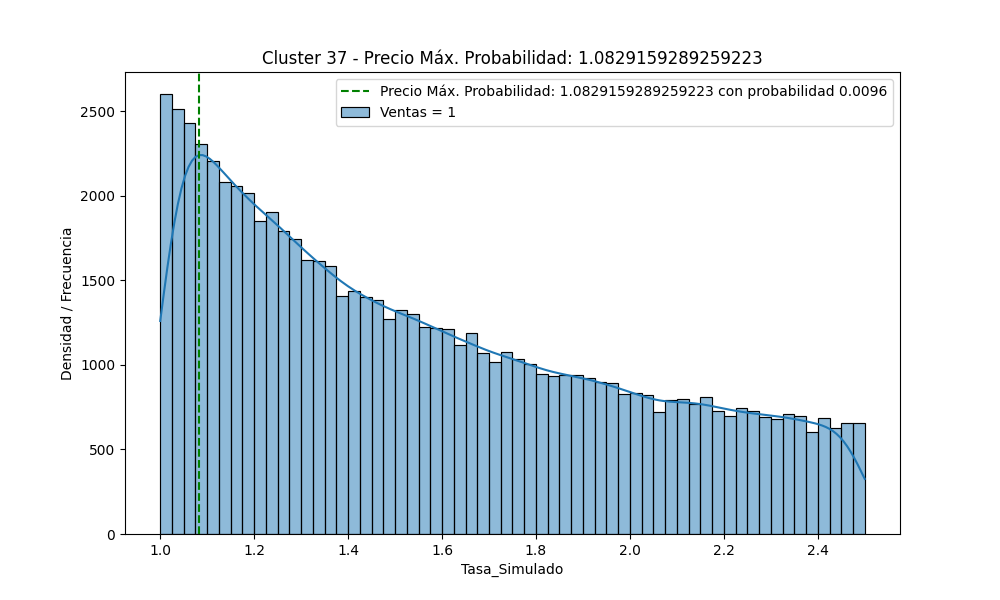 Cluster 37 - Precio Máx. Probabilidad: 1.0829159289259223
Precio Máx. Probabilidad: 1.0829159289259223 con probabilidad 0.0096
Ventas = 1
Densidad / Frecuencia
2500
2000
1500
1000
500
0
1.0 1.2 1.4 1.6 1.8 2.0 2.2 2.4
Tasa_Simulado